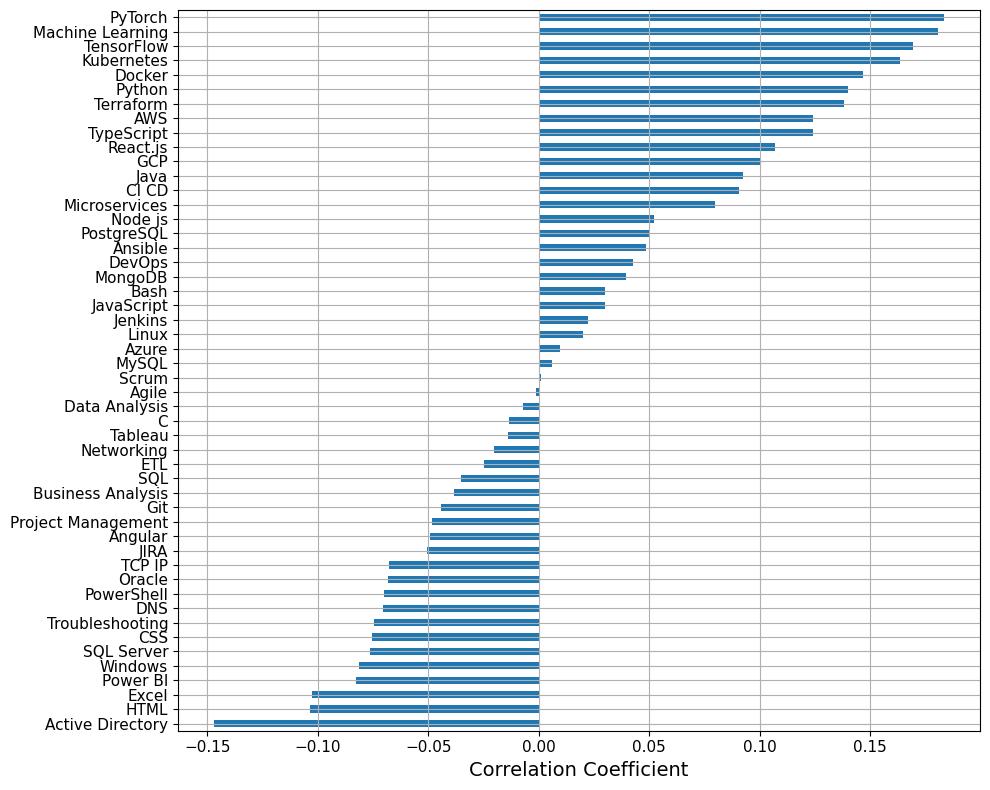 PyTorch
Machine Learning
TensorFlow
Kubernetes
Docker
Python
Terraform
AWS
TypeScript
React.js
GCP
Java
CI CD
Microservices
Node js
PostgreSQL
Ansible
DevOps
MongoDB
Bash
JavaScript
Jenkins
Linux
Azure
MySQL
Scrum
Agile
Data Analysis
C
Tableau
Networking
ETL
SQL
Business Analysis
Git
Project Management
Angular
JIRA
TCP IP
Oracle
PowerShell
DNS
Troubleshooting
CSS
SQL Server
Windows
Power BI
Excel
HTML
Active Directory
−0.15 −0.10 −0.05 0.00 0.05 0.10 0.15
Correlation Coefficient